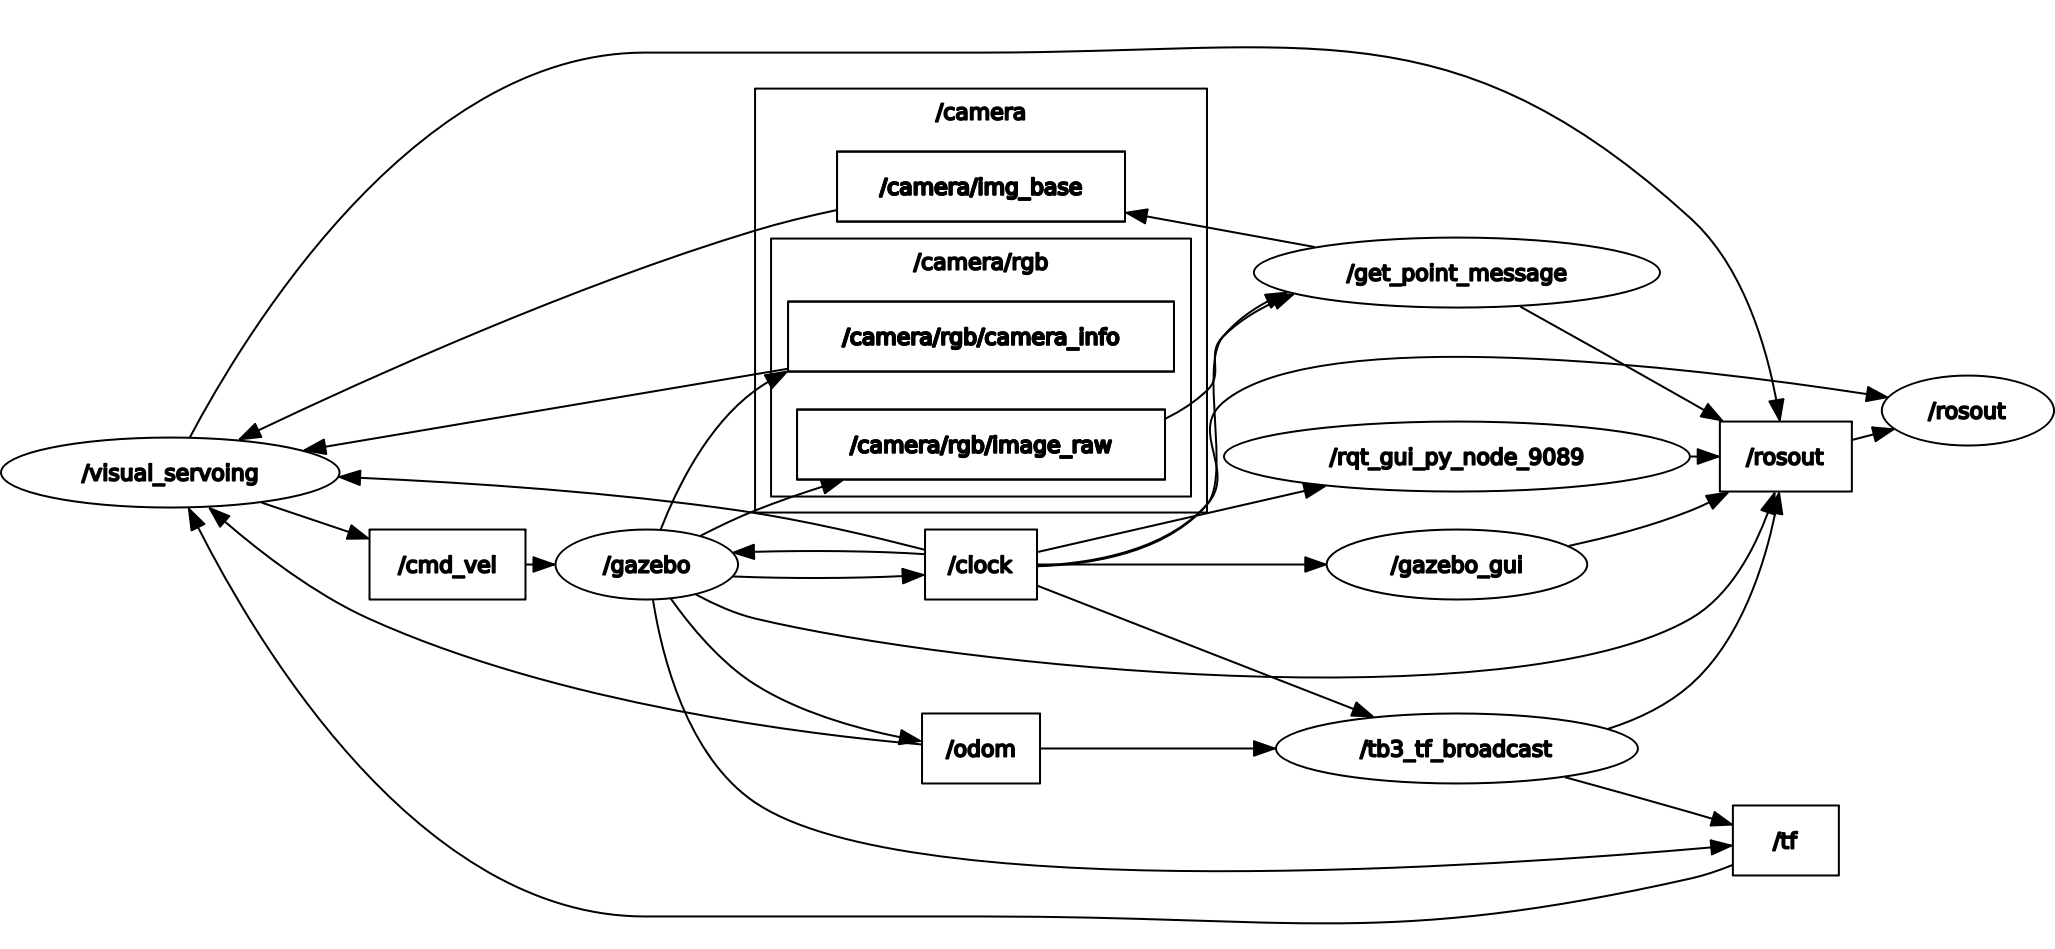 /camera
/camera/img_base
/camera/rgb
/get_point_message
/camera/rgb/camera_info
/rosout
/camera/rgb/image_raw
/rqt_gui_py_node_9089
/rosout
/visual_servoing
/cmd_vel
/gazebo
/clock
/gazebo_gui
/odom
/tb3_tf_broadcast
/tf